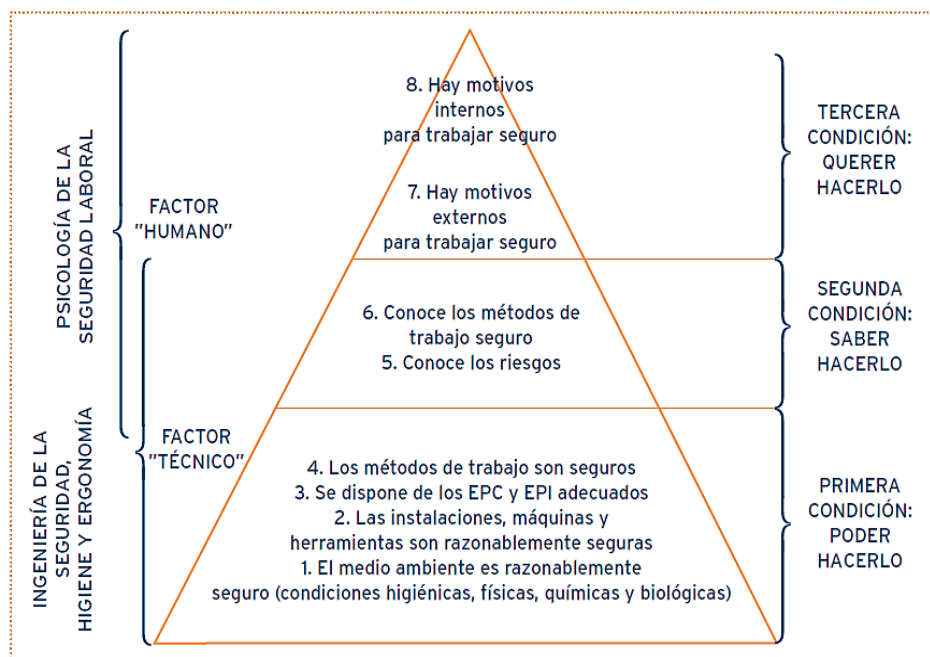 8. Hay motivos
internos
para trabajar seguro
7. Hay motivos
externos
para trabajar seguro
6. Conoce los métodos de
trabajo seguro
5. Conoce los riesgos
4. Los métodos de trabajo son seguros
3. Se dispone de los EPC y EPI adecuados
2. Las instalaciones, máquinas y
herramientas son razonablemente seguras
1. El medio ambiente es razonablemente
seguro (condiciones higiénicas, físicas, químicas y biológicas)
PSICOLOGÍA DE LA
SEGURIDAD LABORAL
FACTOR
"HUMANO"
INGENIERÍA DE LA
SEGURIDAD,
HIGIENE Y ERGONOMÍA
FACTOR
"TÉCNICO"
TERCERA
CONDICIÓN:
QUERER
HACERLO
SEGUNDA
CONDICIÓN:
SABER
HACERLO
PRIMERA
CONDICIÓN:
PODER
HACERLO